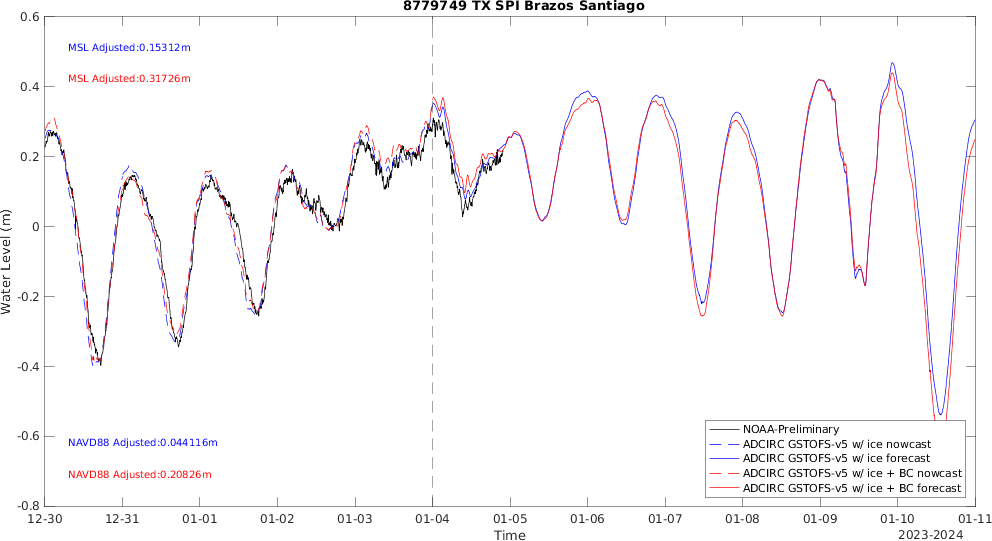 8779749 TX SPI Brazos Santiago
0.6
0.4
0.2
0
-0.2
-0.4
-0.6
-0.8
Water Level (m)
MSL Adjusted:0.15312m
MSL Adjusted:0.31726m
NAVD88 Adjusted:0.044116m
NAVD88 Adjusted:0.20826m
NOAA-Preliminary
ADCIRC GSTOFS-v5 w/ ice nowcast
ADCIRC GSTOFS-v5 w/ ice forecast
ADCIRC GSTOFS-v5 w/ ice + BC nowcast
ADCIRC GSTOFS-v5 w/ ice + BC forecast
12-30 12-31 01-01 01-02 01-03 01-04 01-05 01-06 01-07 01-08 01-09 01-10 01-11
Time
2023-2024